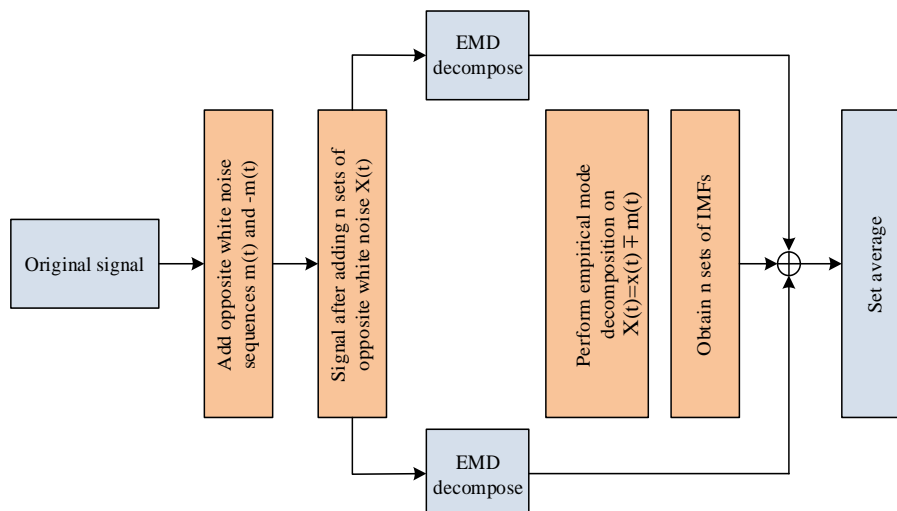 Original signal
Add opposite white noise
sequences m(t) and -m(t)
Signal after adding n sets of
opposite white noise X(t)
EMD
decompose
EMD
decompose
Perform empirical mode
decomposition on
X(t)=x(t) ∓ m(t)
Obtain n sets of IMFs
Set average